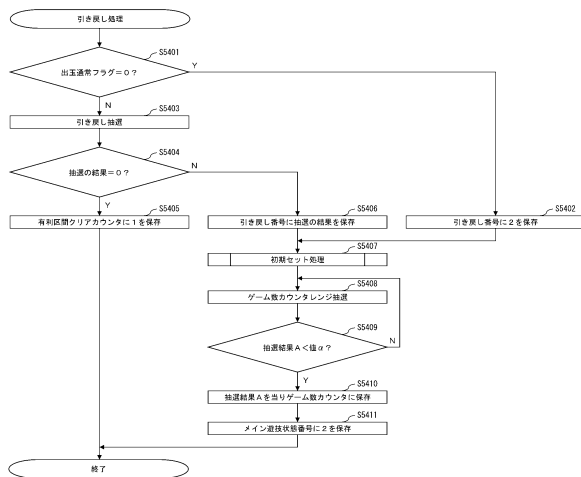 引き戻し処理
S5401
出玉通常フラグ＝０？
Y
N
S5403
引き戻し抽選
S5404
抽選の結果＝０？
N
Y
S5405
有利区間クリアカウンタに１を保存
S5406
引き戻し番号に抽選の結果を保存
S5402
引き戻し番号に２を保存
S5407
初期セット処理
S5408
ゲーム数カウンタレンジ抽選
S5409
抽選結果Ａ＜値α？
N
Y
S5410
抽選結果Ａを当りゲーム数カウンタに保存
S5411
メイン遊技状態番号に２を保存
終了